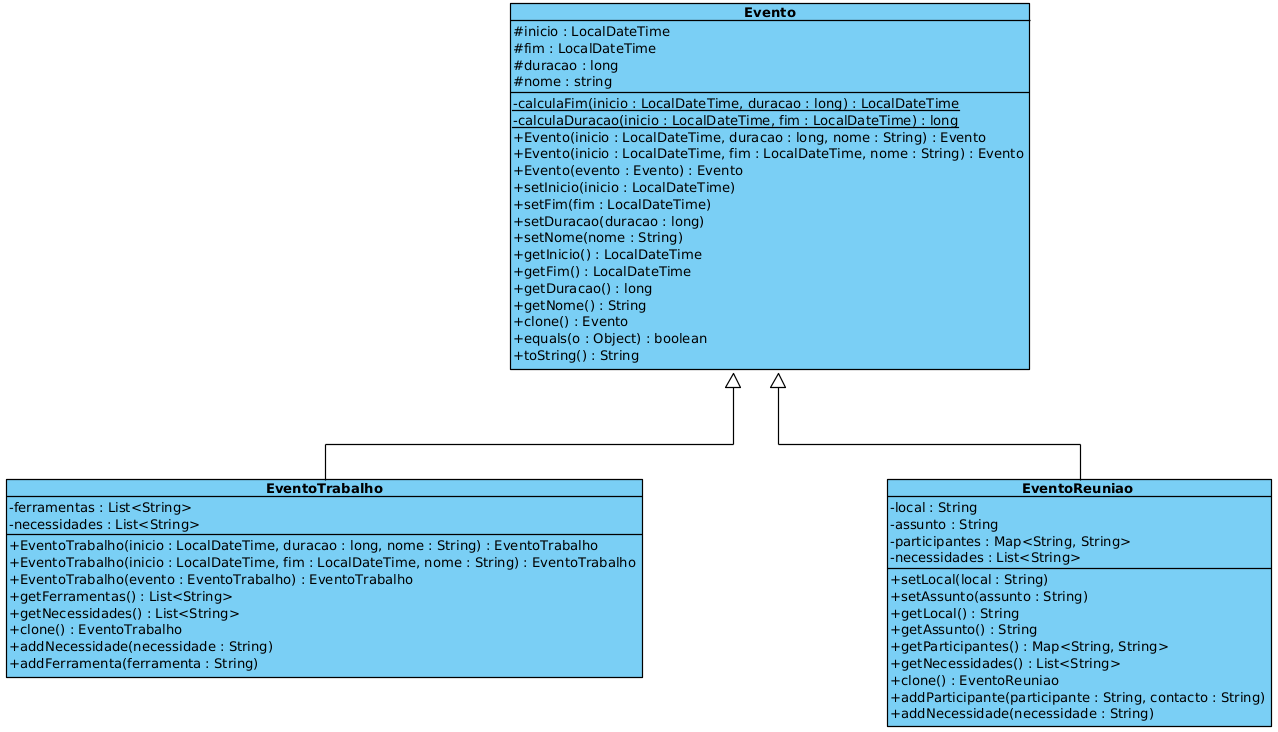 Evento
#inicio : LocalDateTime
#fim : LocalDateTime
#duracao : long
#nome : string
-calculaFim(inicio : LocalDateTime, duracao : long) : LocalDateTime
-calculaDuracao(inicio : LocalDateTime, fim : LocalDateTime) : long
+Evento(inicio : LocalDateTime, duracao : long, nome : String) : Evento
+Evento(inicio : LocalDateTime, fim : LocalDateTime, nome : String) : Evento
+Evento(evento : Evento) : Evento
+setInicio(inicio : LocalDateTime)
+setFim(fim : LocalDateTime)
+setDuracao(duracao : long)
+setNome(nome : String)
+getInicio() : LocalDateTime
+getFim() : LocalDateTime
+getDuracao() : long
+getNome() : String
+clone() : Evento
+equals(o : Object) : boolean
+toString() : String
EventoTrabalho
-ferramentas : List<String>
-necessidades : List<String>
+EventoTrabalho(inicio : LocalDateTime, duracao : long, nome : String) : EventoTrabalho
+EventoTrabalho(inicio : LocalDateTime, fim : LocalDateTime, nome : String) : EventoTrabalho
+EventoTrabalho(evento : EventoTrabalho) : EventoTrabalho
+getFerramentas() : List<String>
+getNecessidades() : List<String>
+clone() : EventoTrabalho
+addNecessidade(necessidade : String)
+addFerramenta(ferramenta : String)
EventoReuniao
-local : String
-assunto : String
-participantes : Map<String, String>
-necessidades : List<String>
+setLocal(local : String)
+setAssunto(assunto : String)
+getLocal() : String
+getAssunto() : String
+getParticipantes() : Map<String, String>
+getNecessidades() : List<String>
+clone() : EventoReuniao
+addParticipante(participante : String, contacto : String)
+addNecessidade(necessidade : String)